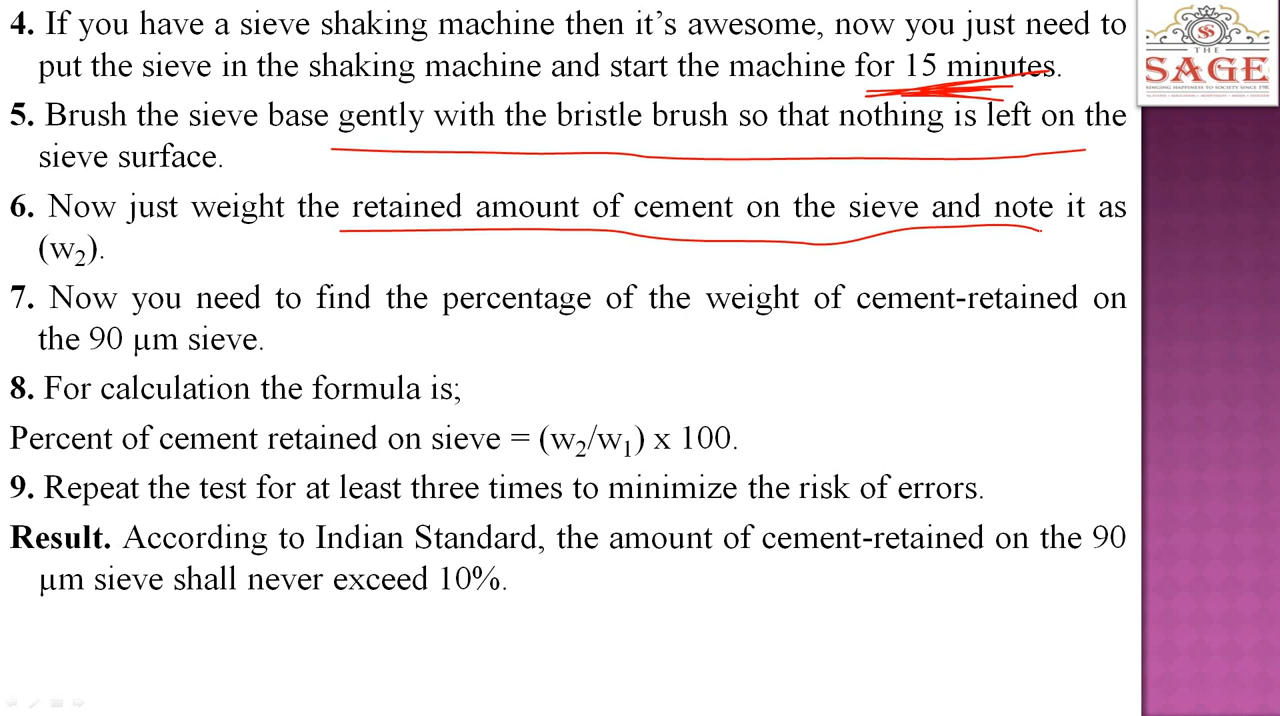 4. If you have a sieve shaking machine then it’s awesome, now you just need to
put the sieve in the shaking machine and start the machine for 15 minutes.
5. Brush the sieve base gently with the bristle brush so that nothing is left on the
sieve surface.
6. Now just weight the retained amount of cement on the sieve and note it as
(w₂).
7. Now you need to find the percentage of the weight of cement-retained on
the 90 µm sieve.
8. For calculation the formula is;
Percent of cement retained on sieve = (w₂/w₁) x 100.
9. Repeat the test for at least three times to minimize the risk of errors.
Result. According to Indian Standard, the amount of cement-retained on the 90
µm sieve shall never exceed 10%.
THE
SAGE